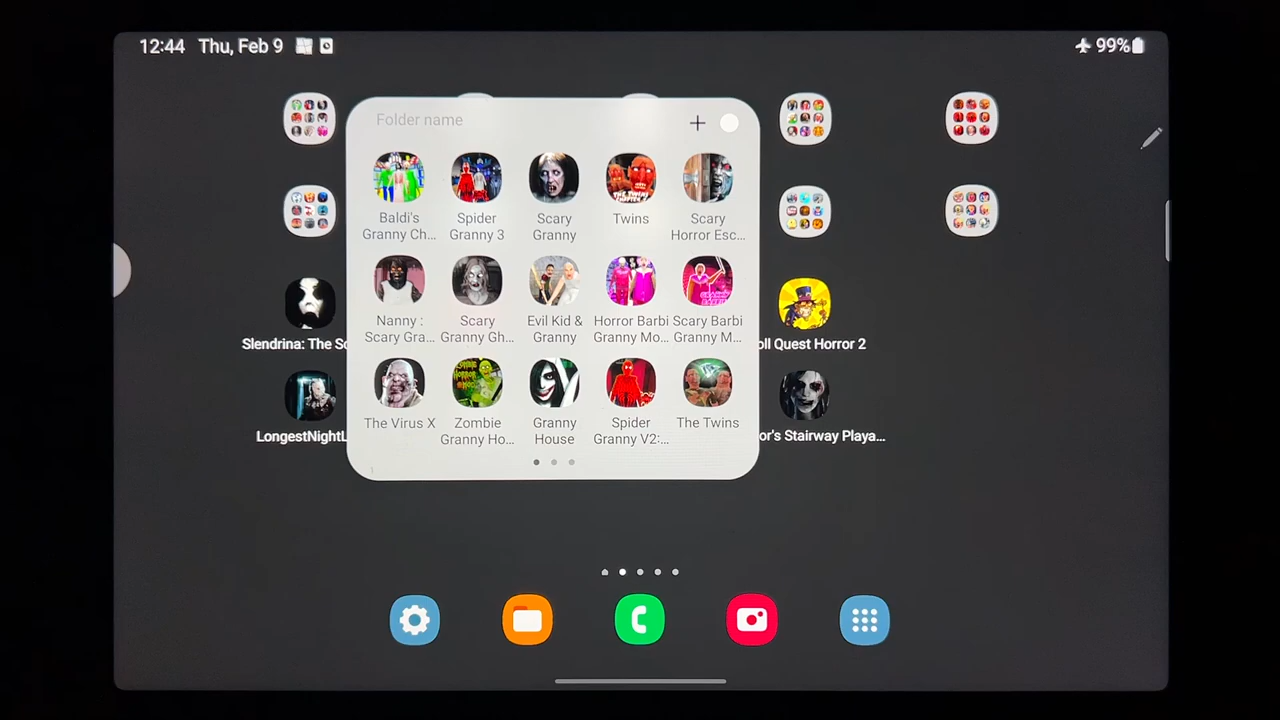 12:44 Thu, Feb 9
99%
Folder name
Baldi's
Granny Ch...
Spider
Granny 3
Scary
Granny
Twins
Scary
Horror Esc...
Nanny :
Scary Gra...
Scary
Granny Gh...
Evil Kid &
Granny
Horror Barbi
Granny Mo...
Scary Barbi
Granny M...
The Virus X
Zombie
Granny Ho...
Granny
House
Spider
Granny V2:...
The Twins
Slendrina: The Sc
oll Quest Horror 2
LongestNightL
or's Stairway Playa...